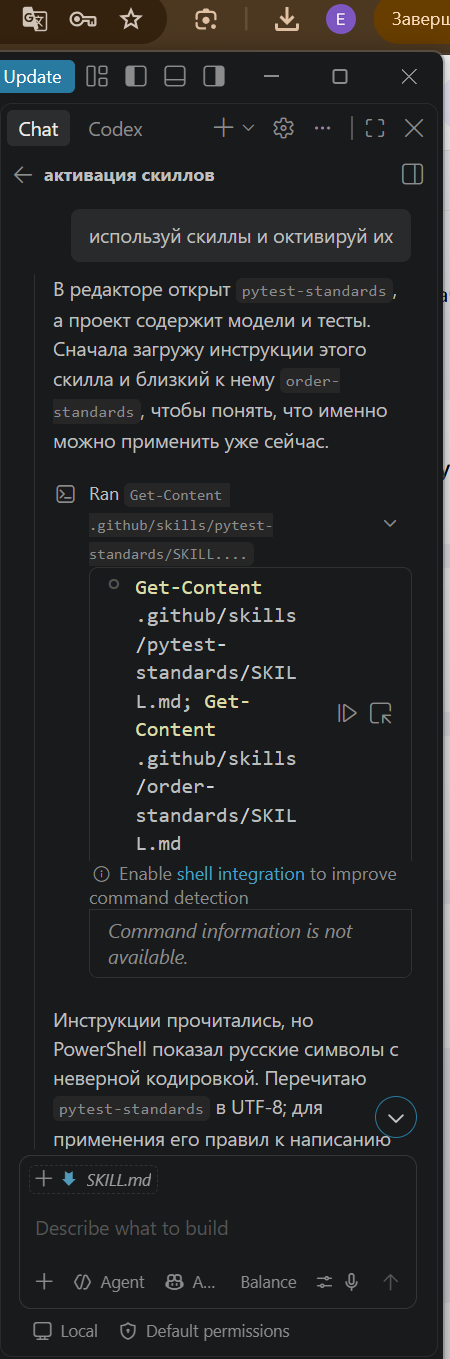 E
Заверш
Update
Chat
Codex
активация скиллов
используй скиллы и октивируй их
В редакторе открыт pytest-standards,
а проект содержит модели и тесты.
Сначала загружу инструкции этого
скилла и близкий к нему order-
standards, чтобы понять, что именно
можно применить уже сейчас.
Ran Get-Content
.github/skills/pytest-
standards/SKILL....
Get-Content
.github/skills
/pytest-
standards/SKIL
L.md; Get-
Content
.github/skills
/order-
standards/SKIL
L.md
Enable shell integration to improve
command detection
Command information is not
available.
Инструкции прочитались, но
PowerShell показал русские символы с
неверной кодировкой. Перечитаю
pytest-standards в UTF-8; для
применения его правил к написанию
SKILL.md
Describe what to build
Agent
A...
Balance
Local
Default permissions